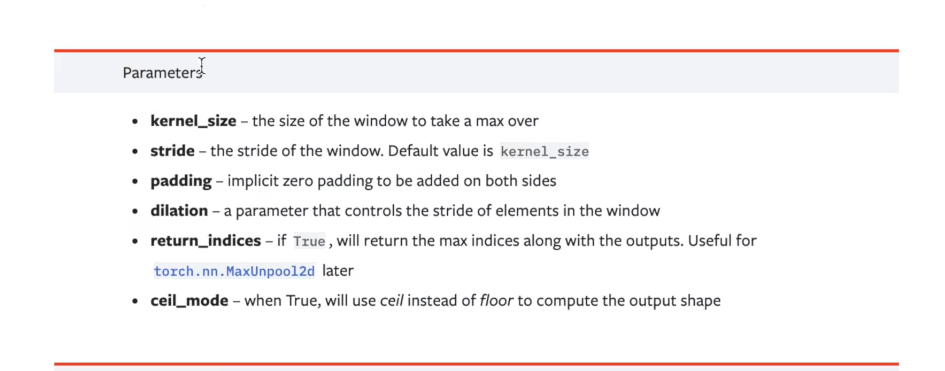 Parameters
• kernel_size – the size of the window to take a max over
• stride – the stride of the window. Default value is kernel_size
• padding – implicit zero padding to be added on both sides
• dilation – a parameter that controls the stride of elements in the window
• return_indices – if True , will return the max indices along with the outputs. Useful for
torch.nn.MaxUnpool2d later
• ceil_mode – when True, will use ceil instead of floor to compute the output shape